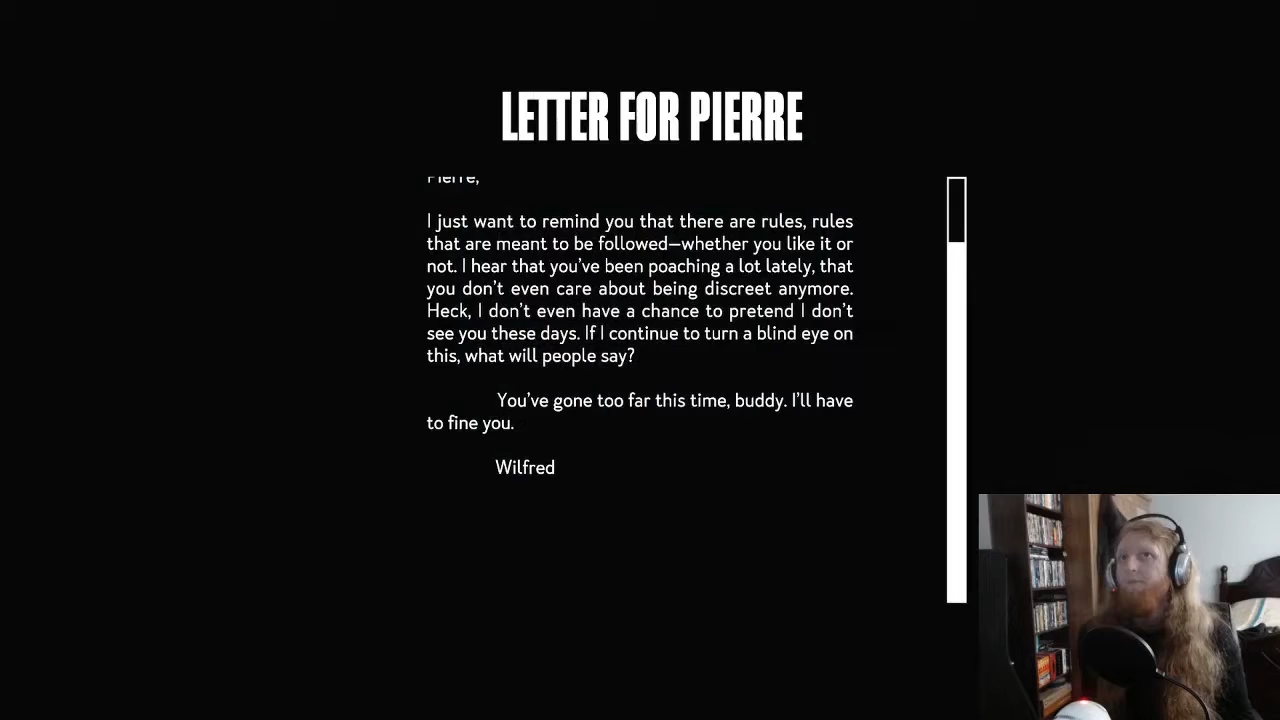 LETTER FOR PIERRE
Pierre,
I just want to remind you that there are rules, rules
that are meant to be followed—whether you like it or
not. I hear that you’ve been poaching a lot lately, that
you don’t even care about being discreet anymore.
Heck, I don’t even have a chance to pretend I don’t
see you these days. If I continue to turn a blind eye on
this, what will people say?
You’ve gone too far this time, buddy. I’ll have
to fine you.
Wilfred